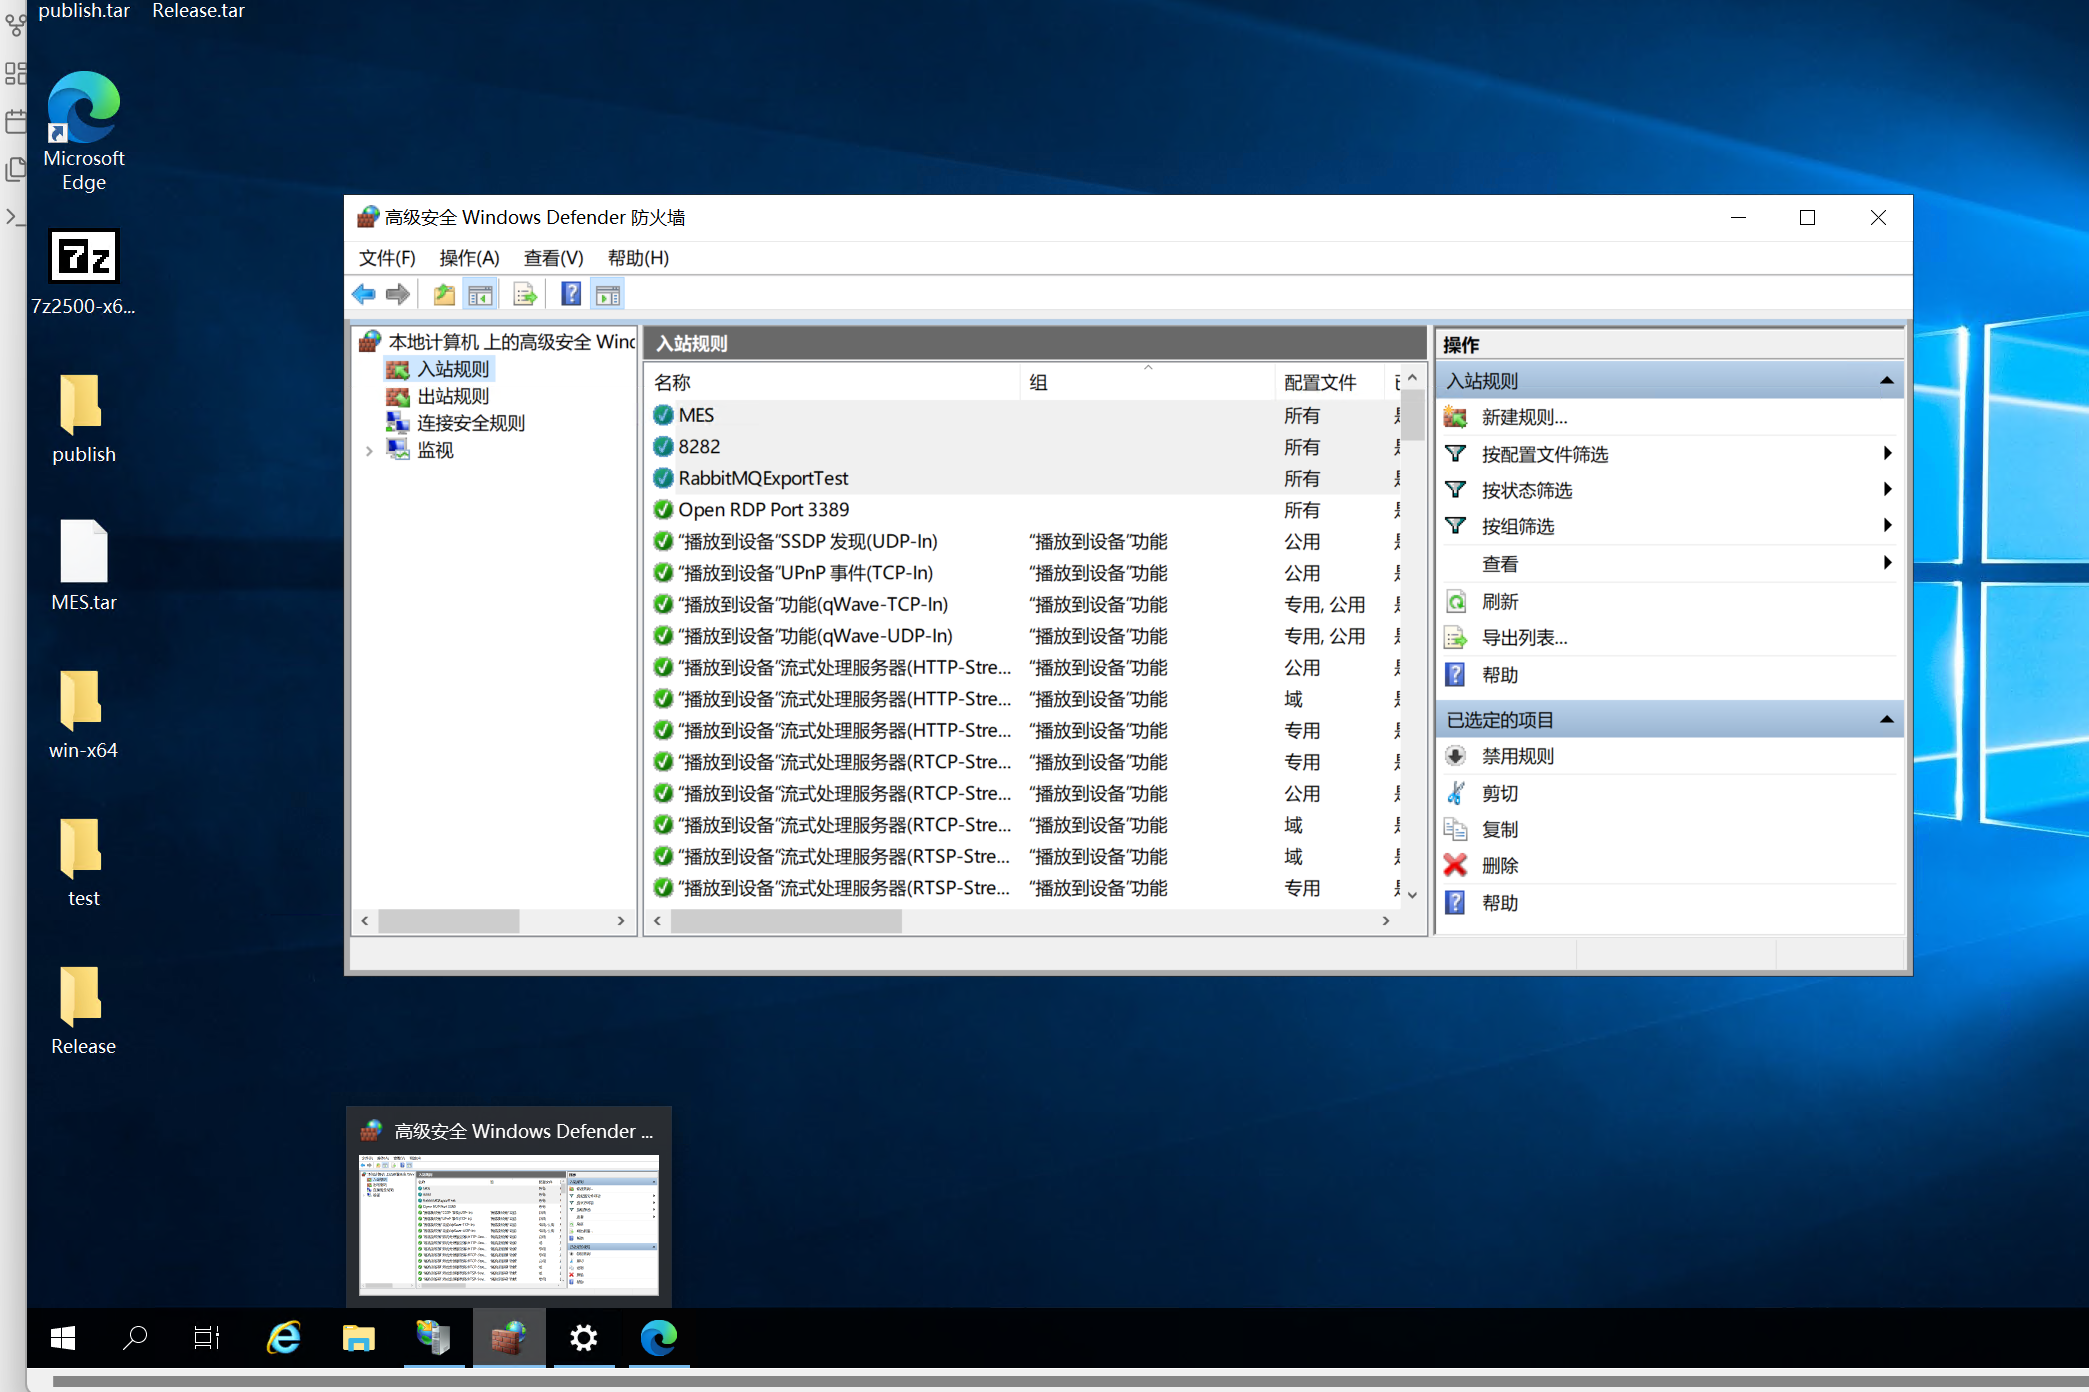 publish.tar
Release.tar
Microsoft
Edge
7z
7z2500-x6...
publish
MES.tar
win-x64
test
Release
高级安全 Windows Defender 防火墙
文件(F) 操作(A) 查看(V) 帮助(H)
本地计算机 上的高级安全 Wind
入站规则
出站规则
连接安全规则
监视
入站规则
名称 组 配置文件
MES 所有
8282 所有
RabbitMQExportTest 所有
Open RDP Port 3389 所有
“播放到设备”SSDP 发现(UDP-In) “播放到设备”功能 公用
“播放到设备”UPnP 事件(TCP-In) “播放到设备”功能 公用
“播放到设备”功能(qWave-TCP-In) “播放到设备”功能 专用, 公用
“播放到设备”功能(qWave-UDP-In) “播放到设备”功能 专用, 公用
“播放到设备”流式处理服务器(HTTP-Stre... “播放到设备”功能 公用
“播放到设备”流式处理服务器(HTTP-Stre... “播放到设备”功能 域
“播放到设备”流式处理服务器(HTTP-Stre... “播放到设备”功能 专用
“播放到设备”流式处理服务器(RTCP-Stre... “播放到设备”功能 专用
“播放到设备”流式处理服务器(RTCP-Stre... “播放到设备”功能 公用
“播放到设备”流式处理服务器(RTCP-Stre... “播放到设备”功能 域
“播放到设备”流式处理服务器(RTSP-Stre... “播放到设备”功能 域
“播放到设备”流式处理服务器(RTSP-Stre... “播放到设备”功能 专用
操作
入站规则
新建规则...
按配置文件筛选
按状态筛选
按组筛选
查看
刷新
导出列表...
帮助
已选定的项目
禁用规则
剪切
复制
删除
帮助
高级安全 Windows Defender ...